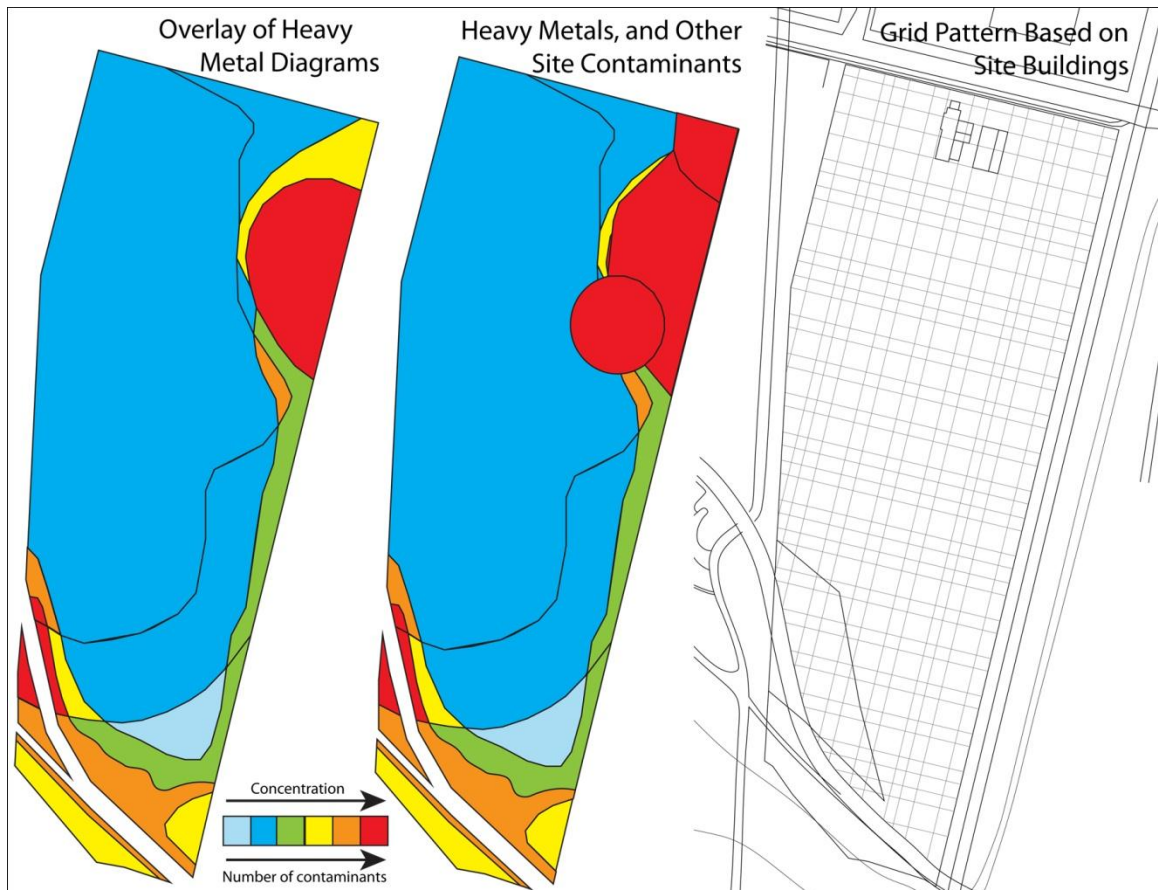 Overlay of Heavy
Metal Diagrams
Heavy Metals, and Other
Site Contaminants
Grid Pattern Based on
Site Buildings
Concentration
Number of contaminants